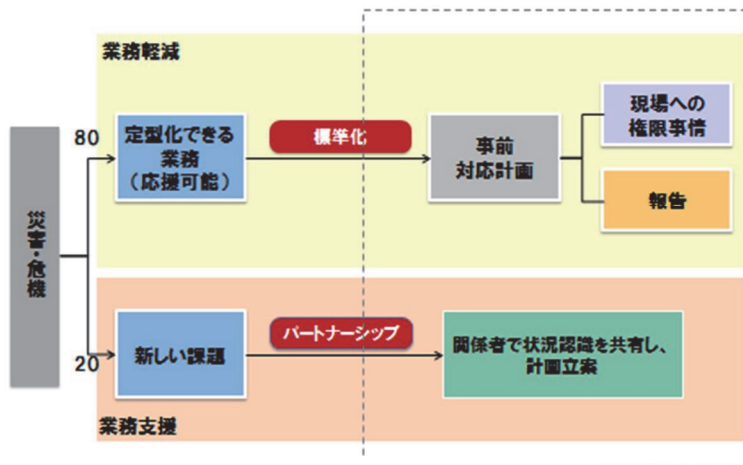 業務軽減
災害・危機
80
定型化できる
業務
（応援可能）
標準化
事前
対応計画
現場への
権限事情
報告
20
新しい課題
パートナーシップ
関係者で状況認識を共有し、
計画立案
業務支援